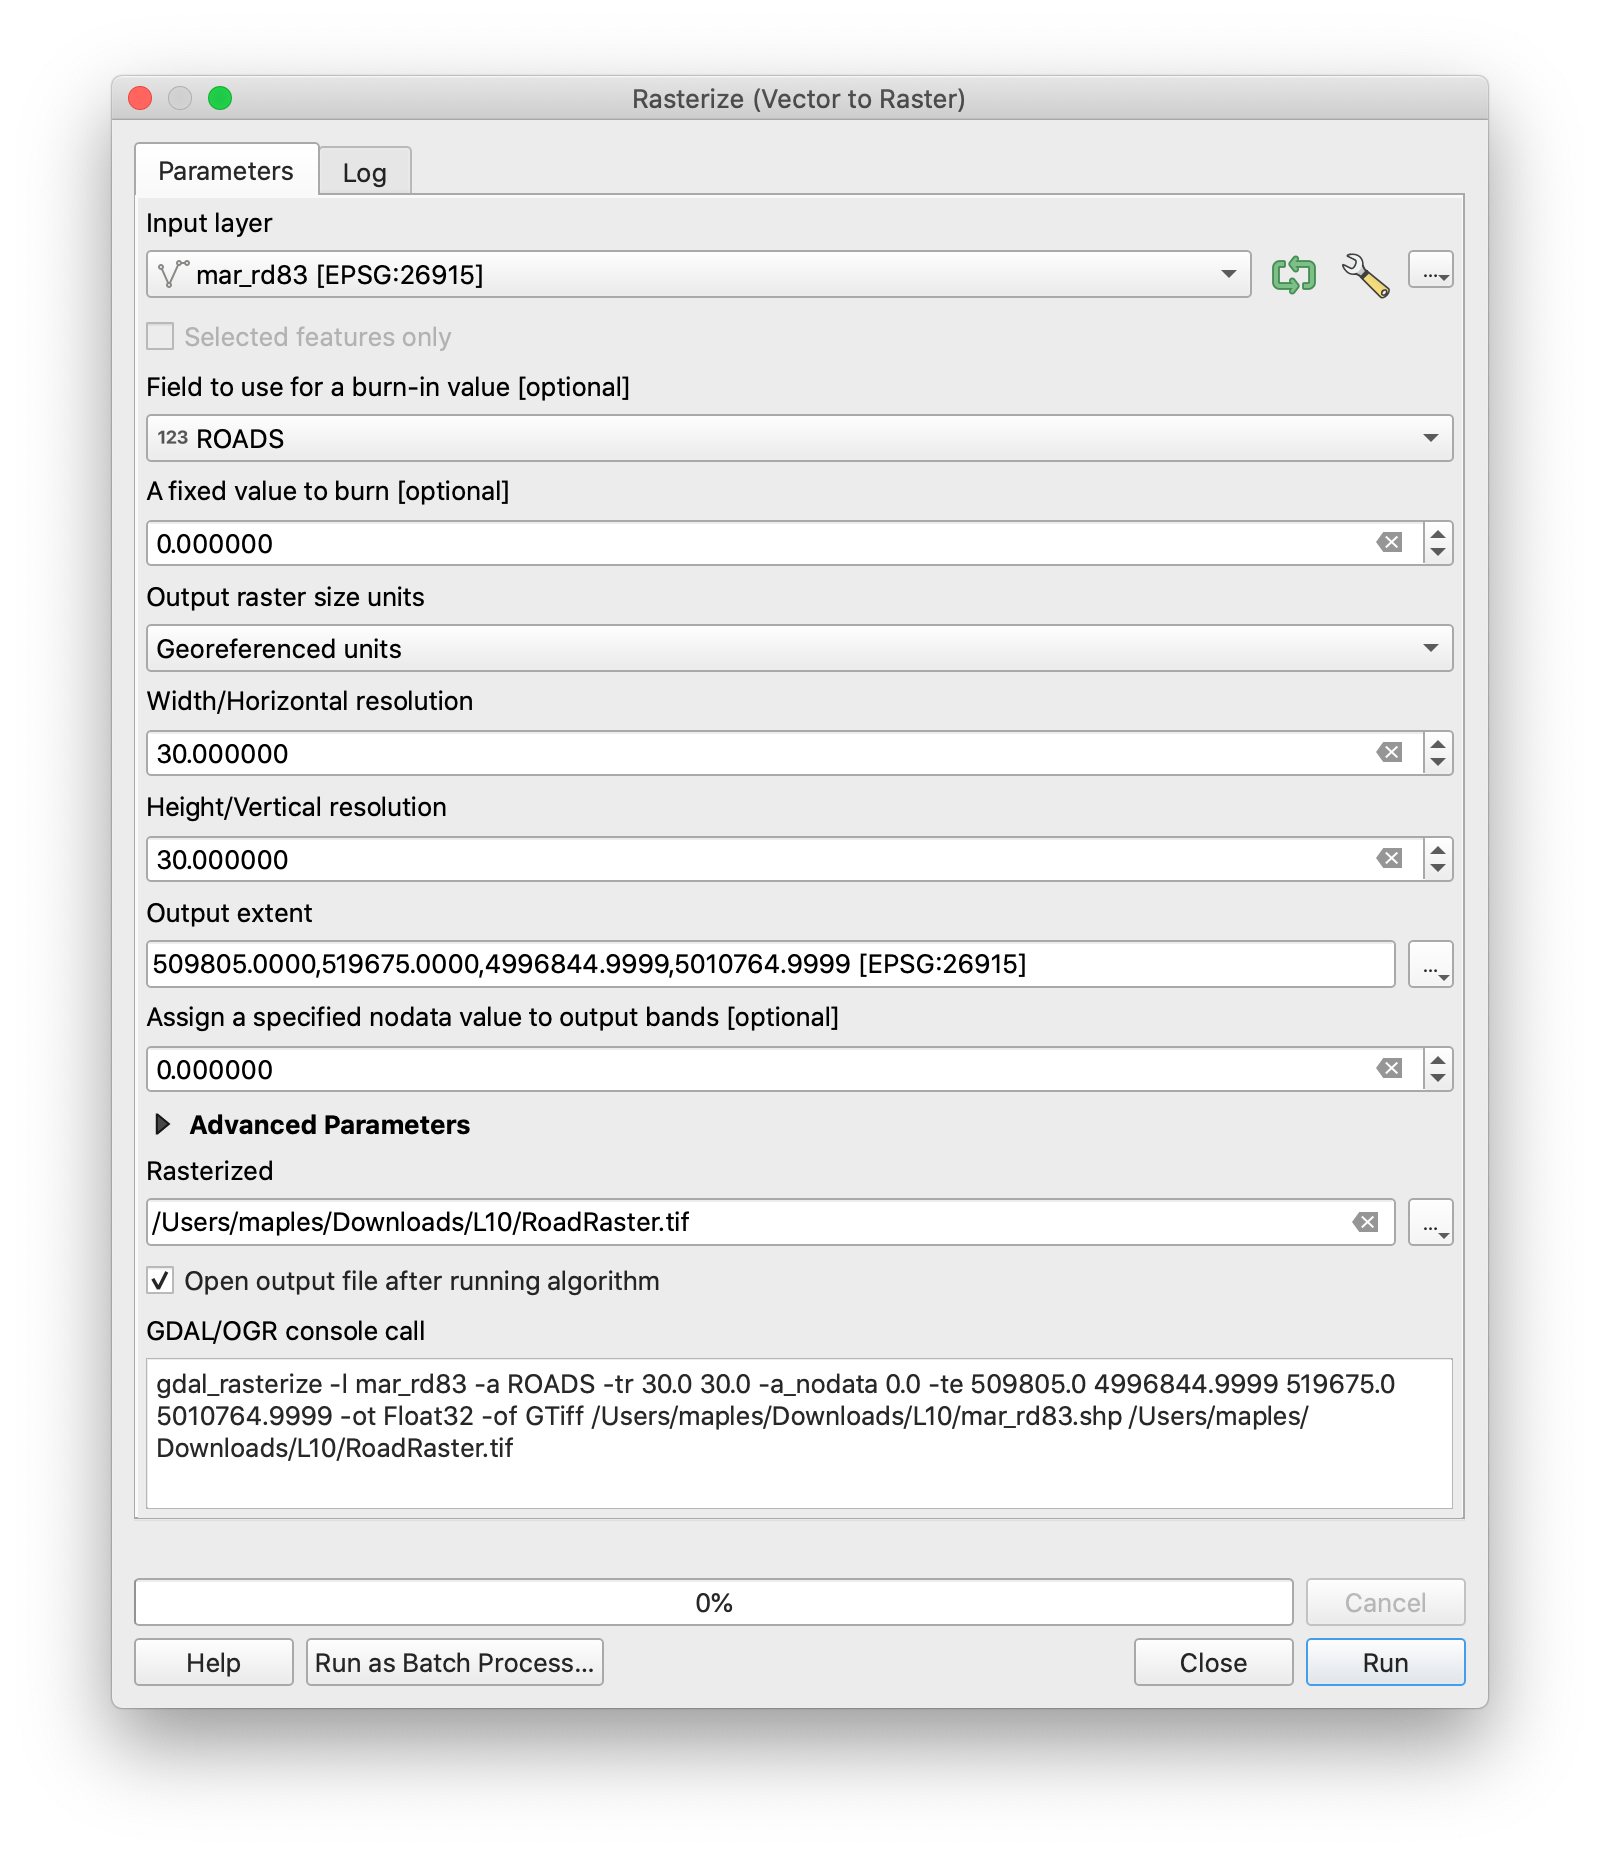 Rasterize (Vector to Raster)
Parameters
Log
Input layer
mar_rd83 [EPSG:26915]
...
Selected features only
Field to use for a burn-in value [optional]
123 ROADS
A fixed value to burn [optional]
0.000000
Output raster size units
Georeferenced units
Width/Horizontal resolution
30.000000
Height/Vertical resolution
30.000000
Output extent
509805.0000,519675.0000,4996844.9999,5010764.9999 [EPSG:26915]
...
Assign a specified nodata value to output bands [optional]
0.000000
Advanced Parameters
Rasterized
/Users/maples/Downloads/L10/RoadRaster.tif
...
Open output file after running algorithm
GDAL/OGR console call
gdal_rasterize -l mar_rd83 -a ROADS -tr 30.0 30.0 -a_nodata 0.0 -te 509805.0 4996844.9999 519675.0
5010764.9999 -ot Float32 -of GTiff /Users/maples/Downloads/L10/mar_rd83.shp /Users/maples/
Downloads/L10/RoadRaster.tif
0%
Cancel
Help
Run as Batch Process...
Close
Run